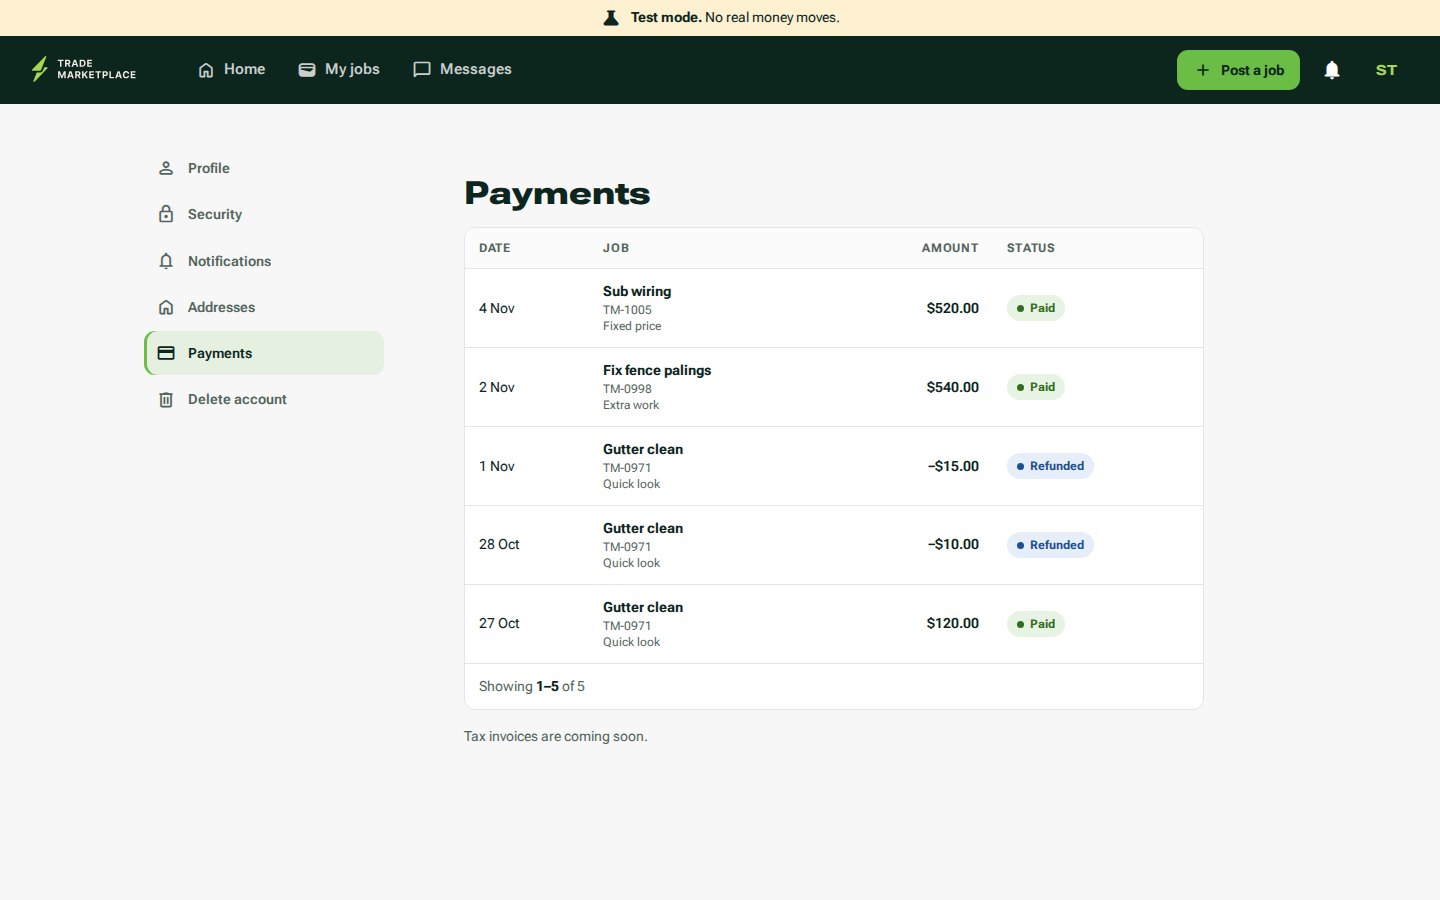 Test mode. No real money moves.
TRADE
MARKETPLACE
Home
My jobs
Messages
Post a job
ST
Profile
Security
Notifications
Addresses
Payments
Delete account
Payments
DATE JOB AMOUNT STATUS
4 Nov
Sub wiring
TM-1005
Fixed price
$520.00
Paid
2 Nov
Fix fence palings
TM-0998
Extra work
$540.00
Paid
1 Nov
Gutter clean
TM-0971
Quick look
–$15.00
Refunded
28 Oct
Gutter clean
TM-0971
Quick look
–$10.00
Refunded
27 Oct
Gutter clean
TM-0971
Quick look
$120.00
Paid
Showing 1–5 of 5
Tax invoices are coming soon.